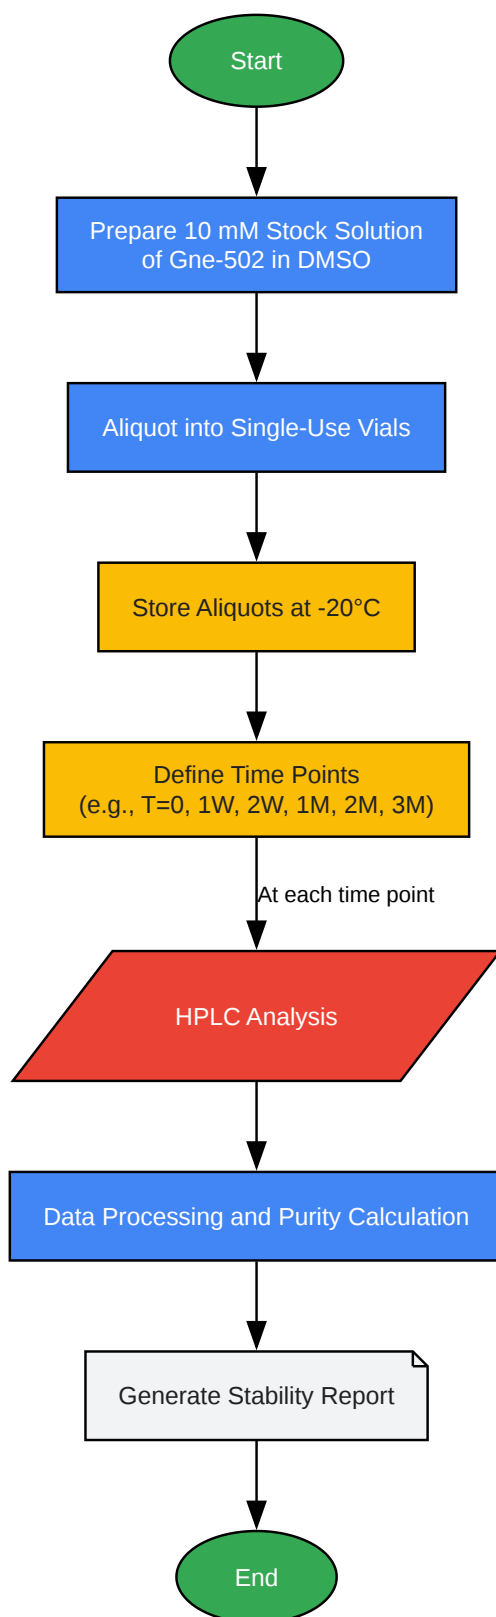 Start
Prepare 10 mM Stock Solution
of Gne-502 in DMSO
Aliquot into Single-Use Vials
Store Aliquots at -20°C
Define Time Points
(e.g., T=0, 1W, 2W, 1M, 2M, 3M)
At each time point
HPLC Analysis
Data Processing and Purity Calculation
Generate Stability Report
End